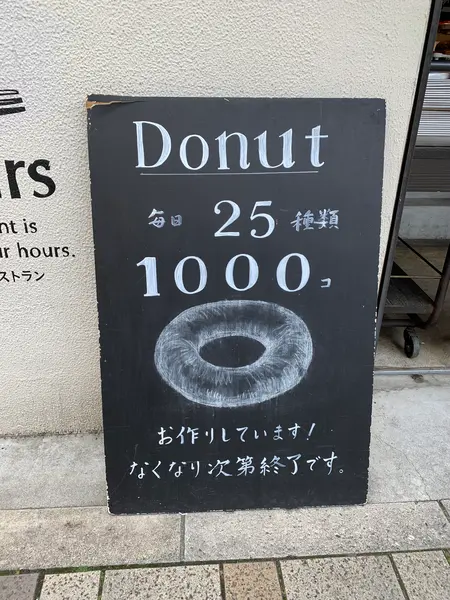 rs
nt is
ur hours.
ストラン
Donut
毎日 25 種類
1000コ
お作りしています!
なくなり次第終了です。